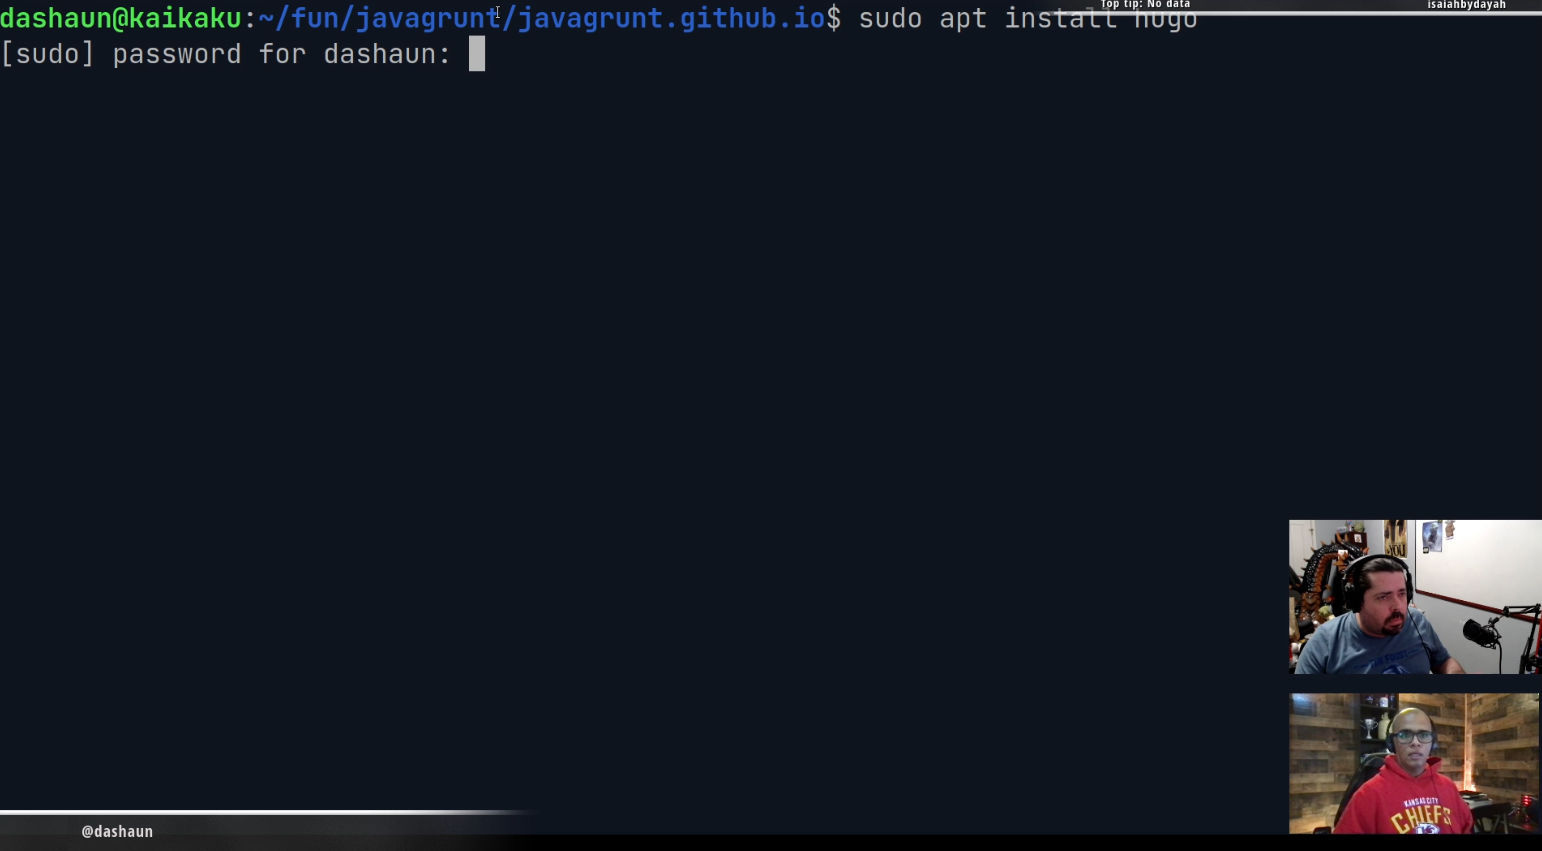 Top tip: No data
isaiahbydayah
dashaun@kaikaku:~/fun/javagrunt/javagrunt.github.io$ sudo apt install hugo
[sudo] password for dashaun:
YOU
KANSAS CITY
CHIEFS
@dashaun